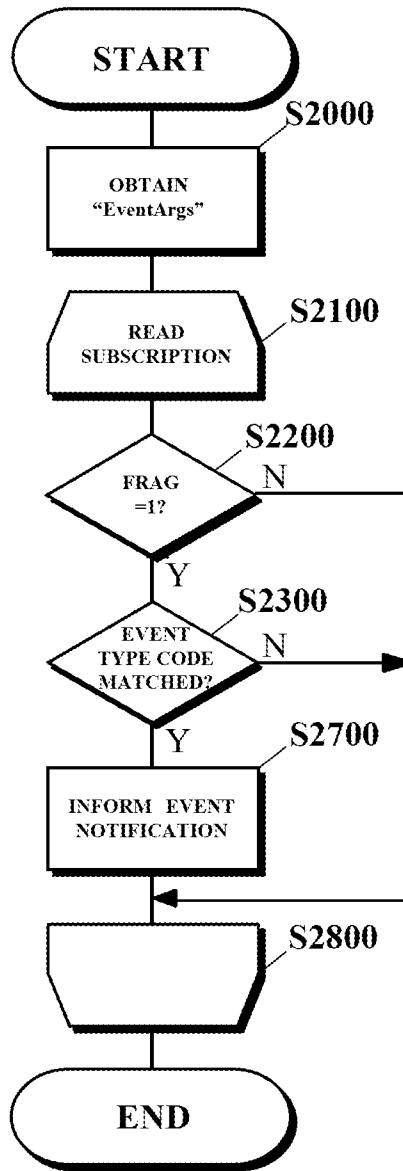 START
S2000
OBTAIN
“EventArgs”
S2100
READ
SUBSCRIPTION
S2200
FRAG
=1?
N
Y
S2300
EVENT
TYPE CODE
MATCHED?
N
Y
S2700
INFORM EVENT
NOTIFICATION
S2800
END